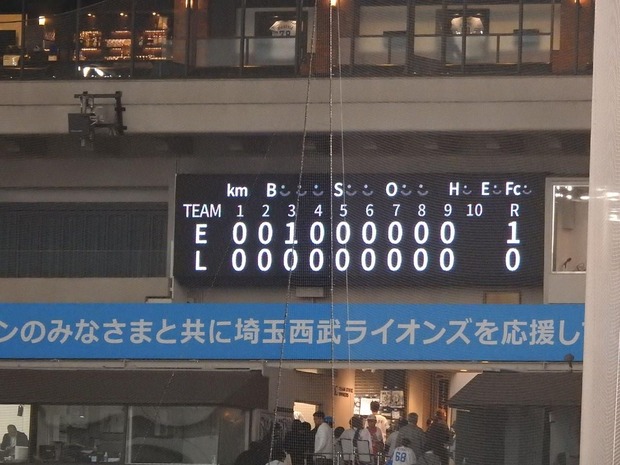 km B S O H E Fc
TEAM 1 2 3 4 5 6 7 8 9 10 R
E 0 0 1 0 0 0 0 0 0 1
L 0 0 0 0 0 0 0 0 0 0
ンのみなさまと共に埼玉西武ライオンズを応援し
68